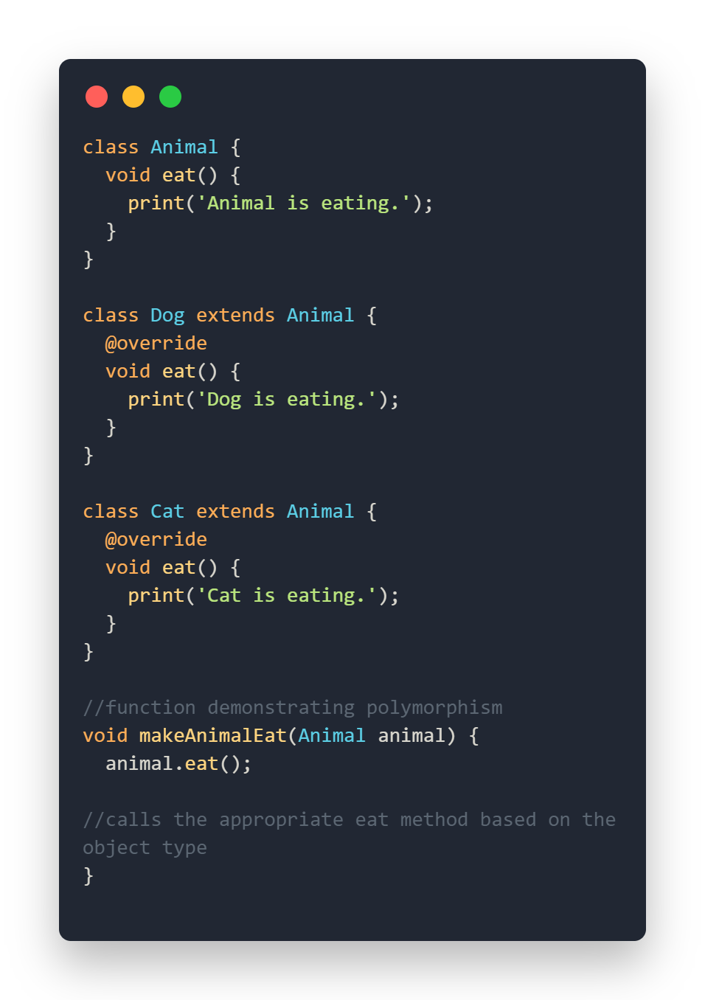 class Animal {
  void eat() {
    print('Animal is eating.');
  }
}

class Dog extends Animal {
  @override
  void eat() {
    print('Dog is eating.');
  }
}

class Cat extends Animal {
  @override
  void eat() {
    print('Cat is eating.');
  }
}

//function demonstrating polymorphism
void makeAnimalEat(Animal animal) {
  animal.eat();

//calls the appropriate eat method based on the
object type
}